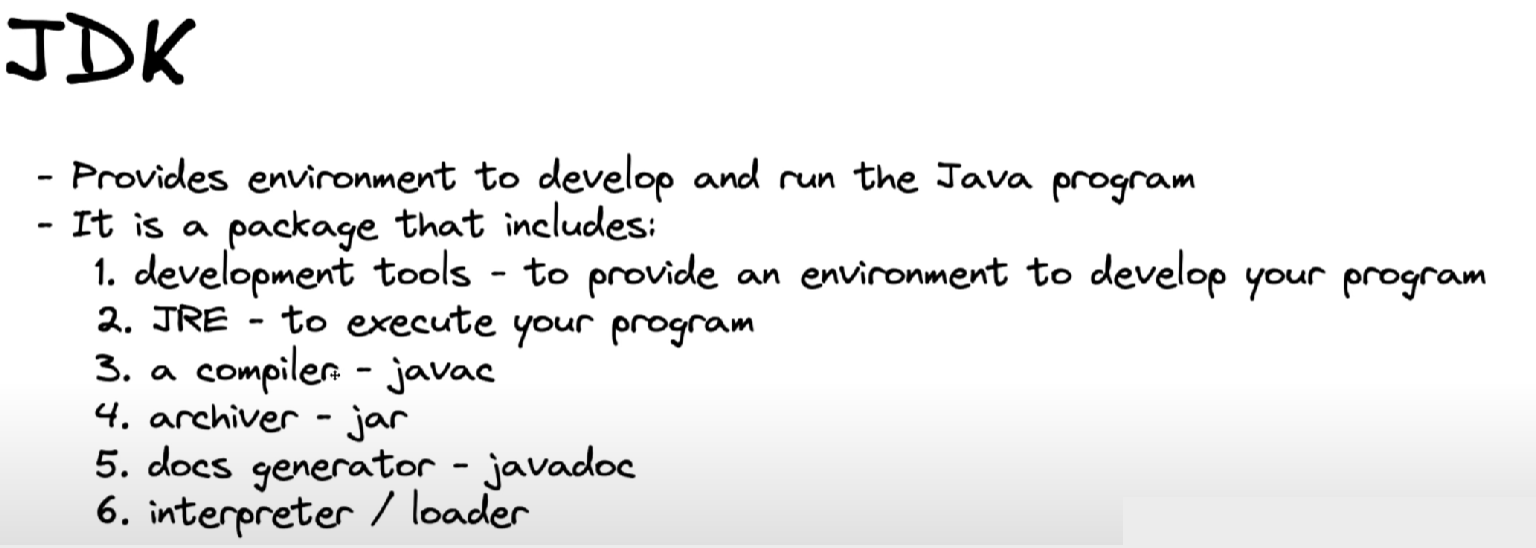 JDK
- Provides environment to develop and run the Java program
- It is a package that includes:
1. development tools - to provide an environment to develop your program
2. JRE - to execute your program
3. a compiler - javac
4. archiver - jar
5. docs generator - javadoc
6. interpreter / loader